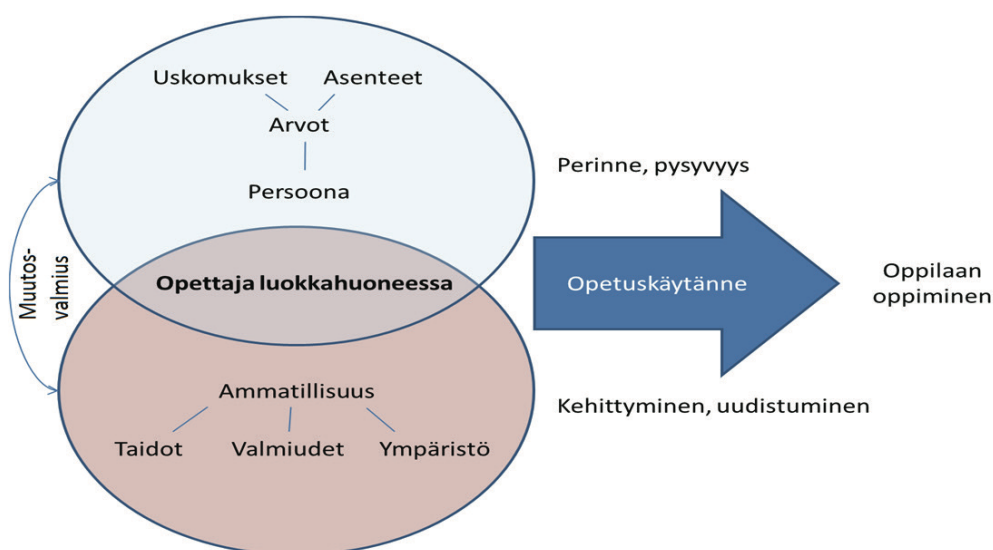 Uskomukset Asenteet
Arvot
Persoona
Muutos-
valmius
Opettaja luokkahuoneessa
Ammatillisuus
Taidot Valmiudet Ympäristö
Perinne, pysyvyys
Opetuskäytänne
Kehittyminen, uudistuminen
Oppilaan
oppiminen